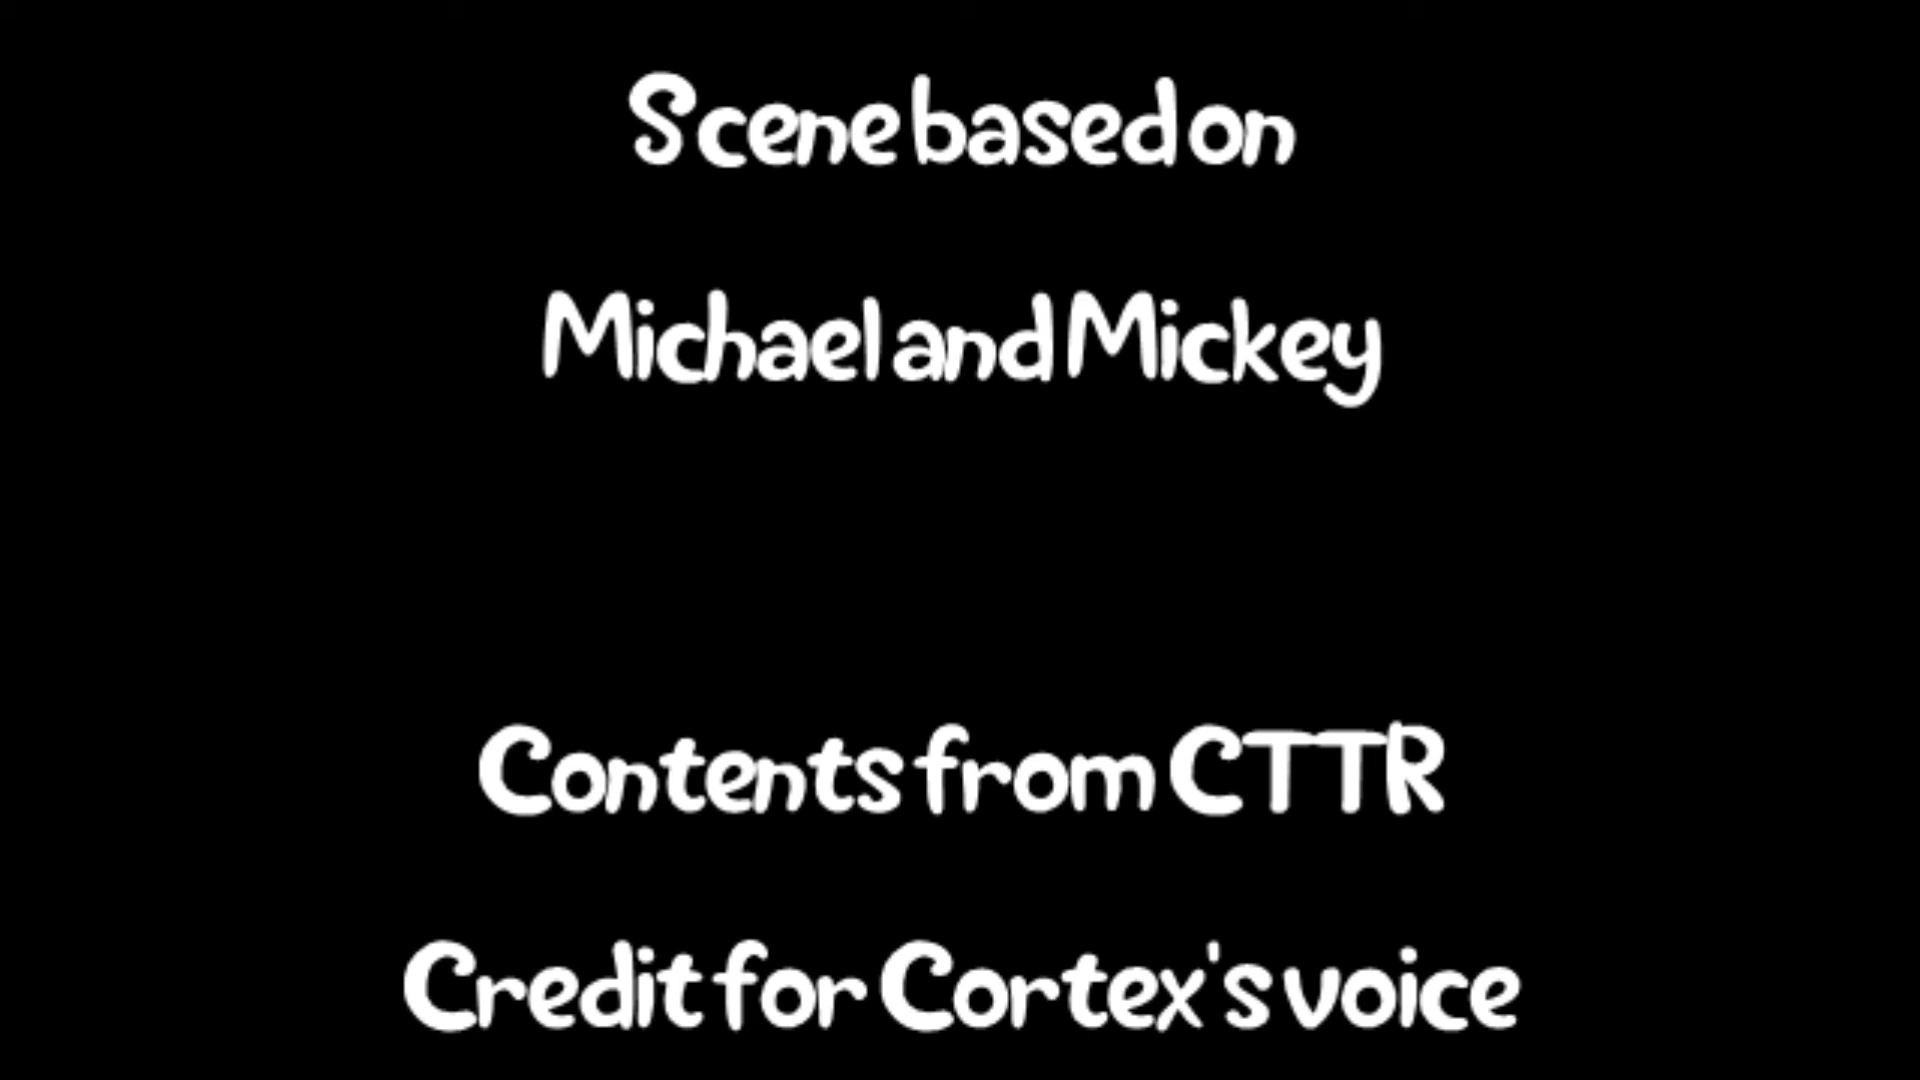 Scene based on
Michael and Mickey
Contents from CTTR
Credit for Cortex's voice